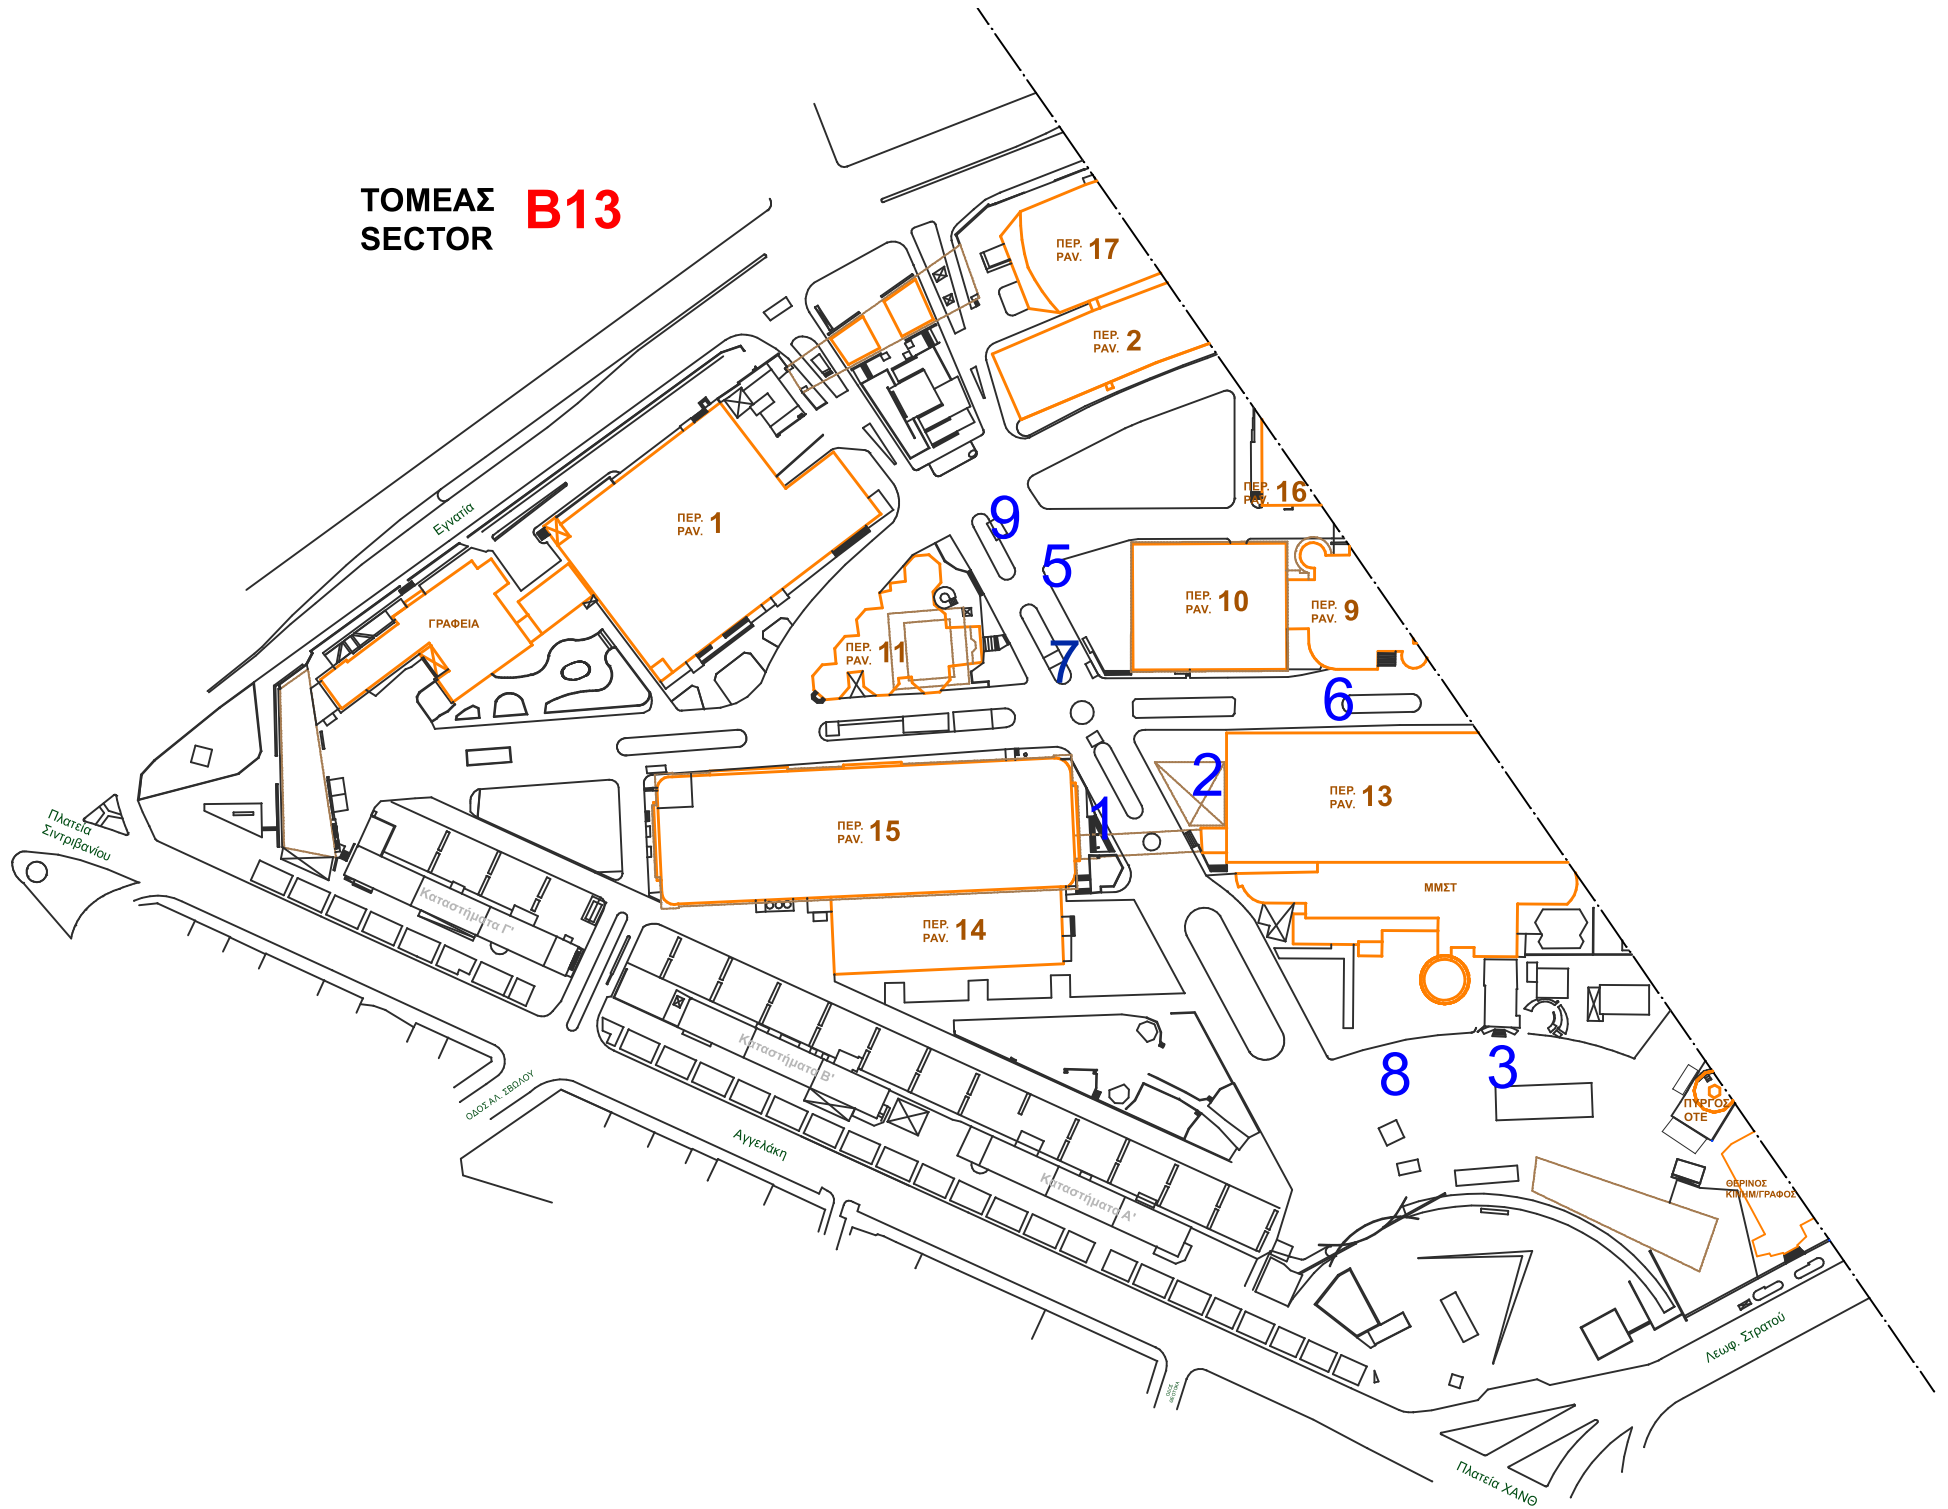 ΤΟΜΕΑΣ B13
SECTOR
ΠΕΡ. 17
PAV.
ΠΕΡ. 2
PAV.
ΠΕΡ. 16
PAV.
Εγνατία
ΠΕΡ. 1
PAV.
9
5
ΠΕΡ. 10
PAV.
ΠΕΡ. 9
PAV.
ΓΡΑΦΕΙΑ
ΠΕΡ. 11
PAV.
7
6
2
1
ΠΕΡ. 13
PAV.
ΠΕΡ. 15
PAV.
Πλατεία
Σιντριβανίου
ΜΜΣΤ
Καταστήματα Γ'
ΠΕΡ. 14
PAV.
Καταστήματα Β'
8
3
ΟΔΟΣ ΑΛ. ΣΒΩΛΟΥ
ΠΥΡΓΟΣ
ΟΤΕ
Αγγελάκη
Καταστήματα Α'
ΘΕΡΙΝΟΣ
ΚΙΝΗΜ/ΓΡΑΦΟΣ
Λεωφ. Στρατού
Πλατεία ΧΑΝΘ